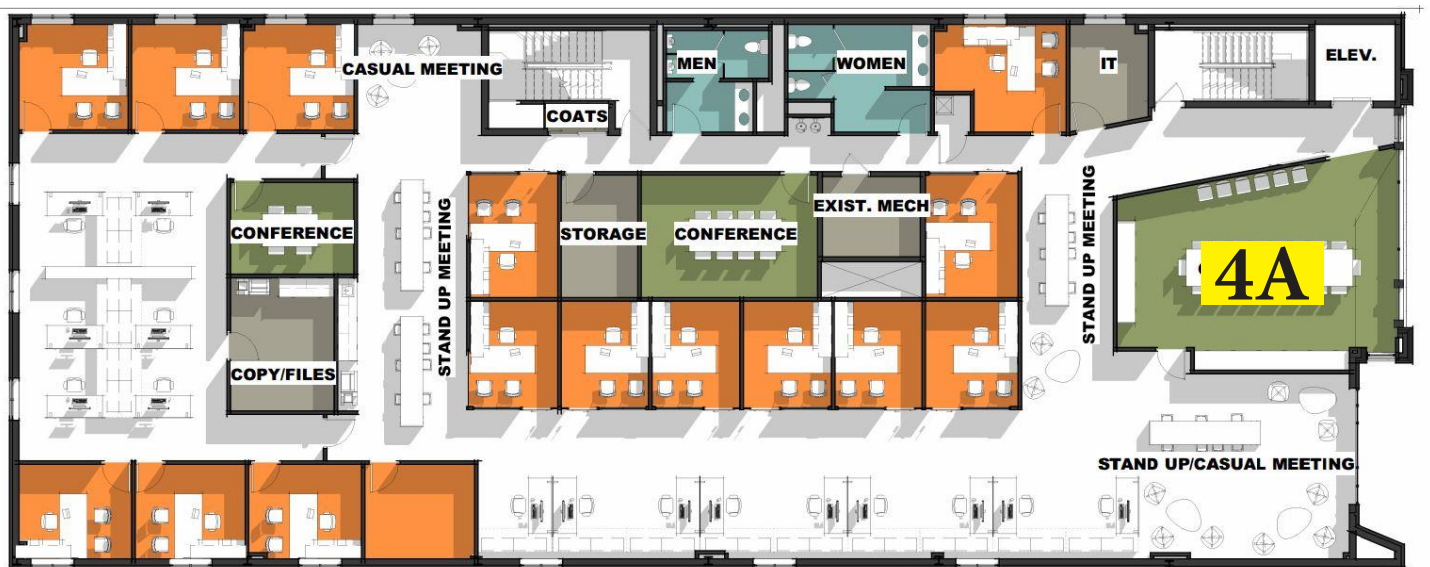 ELEV.
MEN
WOMEN
IT
CASUAL MEETING
COATS
EXIST. MECH
CONFERENCE
STORAGE
CONFERENCE
STAND UP MEETING
STAND UP MEETING
4A
COPY/FILES
STAND UP/CASUAL MEETING